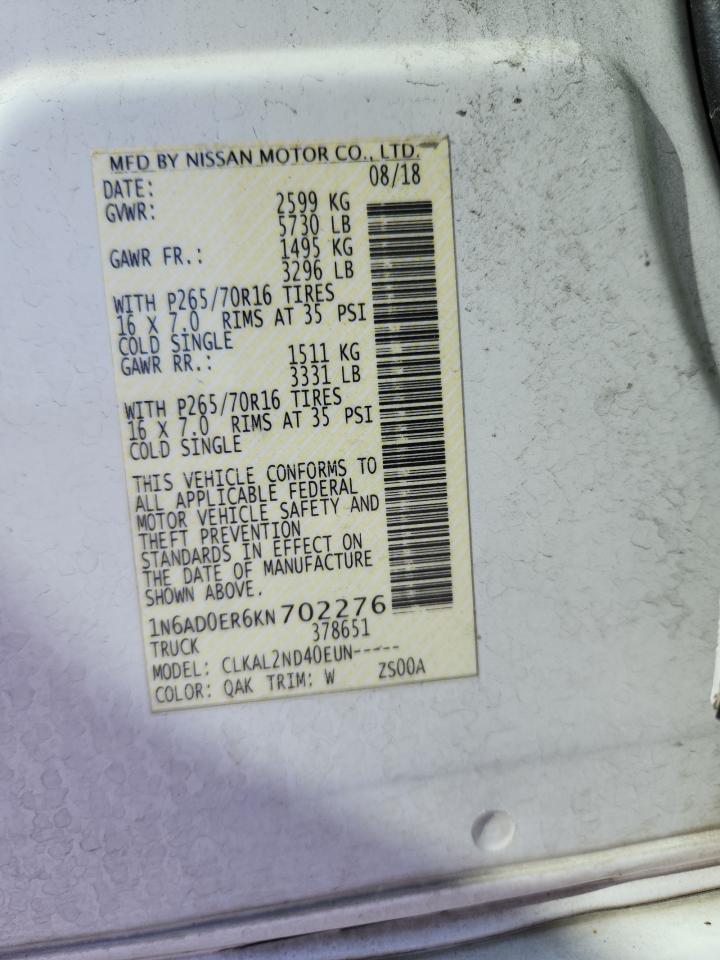 MFD BY NISSAN MOTOR CO., LTD.
DATE: 08/18
GVWR: 2599 KG
5730 LB
GAWR FR.: 1495 KG
3296 LB
WITH P265/70R16 TIRES
16 X 7.0 RIMS AT 35 PSI
COLD SINGLE
GAWR RR.: 1511 KG
3331 LB
WITH P265/70R16 TIRES
16 X 7.0 RIMS AT 35 PSI
COLD SINGLE
THIS VEHICLE CONFORMS TO
ALL APPLICABLE FEDERAL
MOTOR VEHICLE SAFETY AND
THEFT PREVENTION
STANDARDS IN EFFECT ON
THE DATE OF MANUFACTURE
SHOWN ABOVE.
1N6AD0ER6KN702276
TRUCK 378651
MODEL: CLKAL2ND40EUN-----
COLOR: QAK TRIM: W ZS00A